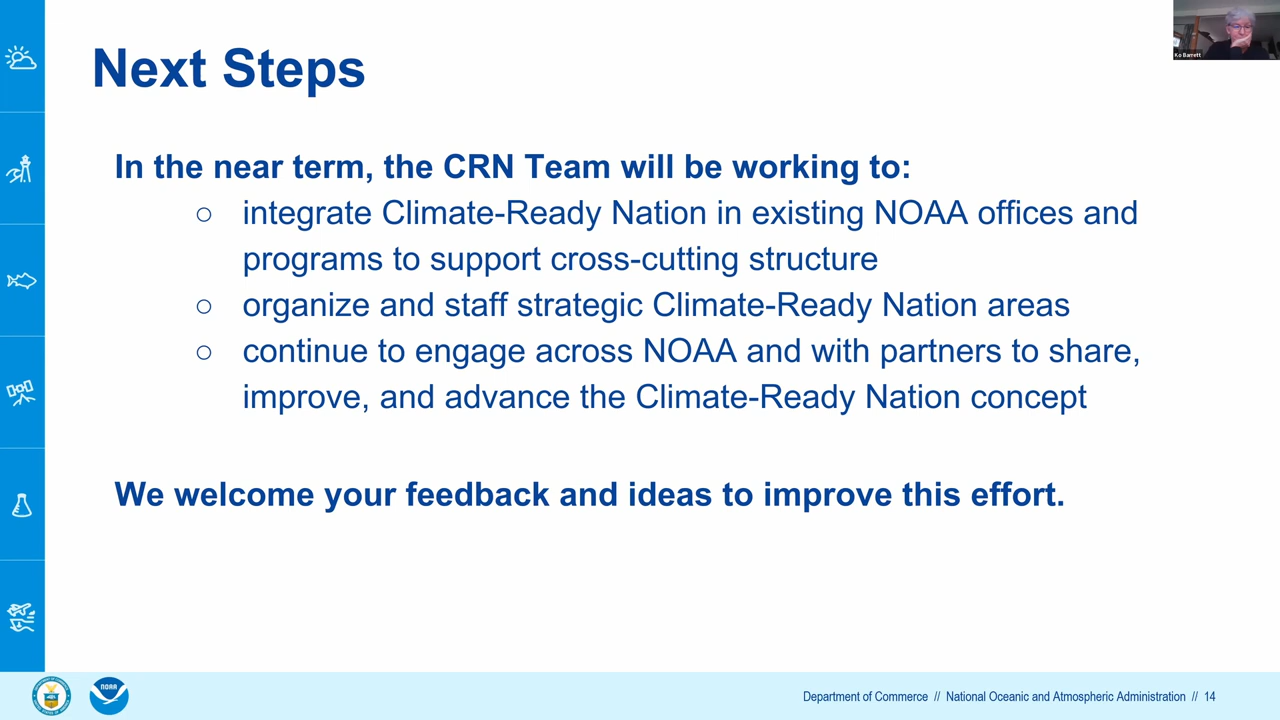 Next Steps
Ko Barrett
In the near term, the CRN Team will be working to:
○ integrate Climate-Ready Nation in existing NOAA offices and
programs to support cross-cutting structure
○ organize and staff strategic Climate-Ready Nation areas
○ continue to engage across NOAA and with partners to share,
improve, and advance the Climate-Ready Nation concept
We welcome your feedback and ideas to improve this effort.
NOAA
Department of Commerce // National Oceanic and Atmospheric Administration // 14